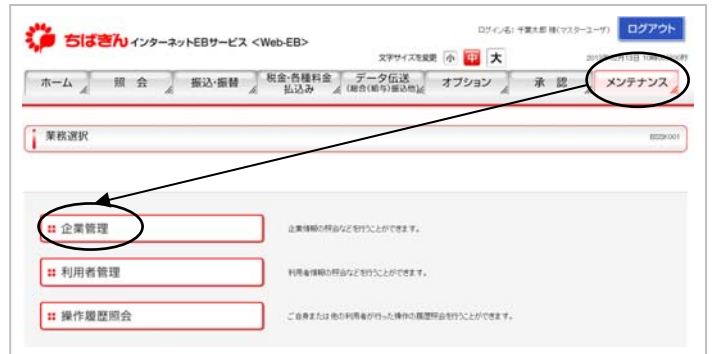 ちばぎん インターネットEBサービス <Web-EB>
ログイン名) 千葉太郎 様(マスターユーザ)
ログアウト
文字サイズを変更 小 中 大
ホーム 照 会 振込・振替 税金・各種料金 払込み データ伝送 (総合(給与)振込他) オプション 承 認 メンテナンス
業務選択
BSSK001
企業管理 企業情報の照会などを行うことができます。
利用者管理 利用者情報の照会などを行うことができます。
操作履歴照会 ご自身または他の利用者が行った操作の履歴照会を行うことができます。